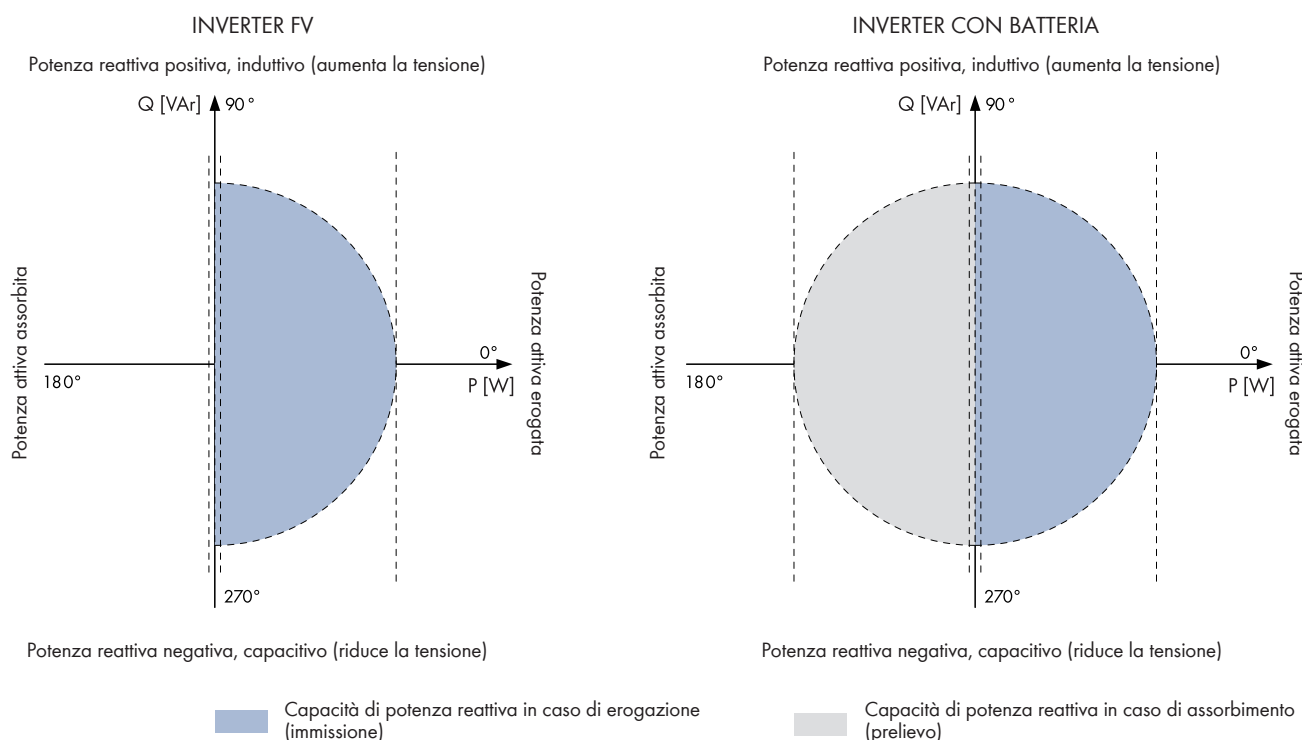 INVERTER FV
Potenza reattiva positiva, induttivo (aumenta la tensione)
Q [VAr]
90°
Potenza attiva assorbita
180°
0°
P [W]
Potenza attiva erogata
270°
Potenza reattiva negativa, capacitivo (riduce la tensione)
INVERTER CON BATTERIA
Potenza reattiva positiva, induttivo (aumenta la tensione)
Q [VAr]
90°
Potenza attiva assorbita
180°
0°
P [W]
Potenza attiva erogata
270°
Potenza reattiva negativa, capacitivo (riduce la tensione)
Capacità di potenza reattiva in caso di erogazione
(immissione)
Capacità di potenza reattiva in caso di assorbimento
(prelievo)